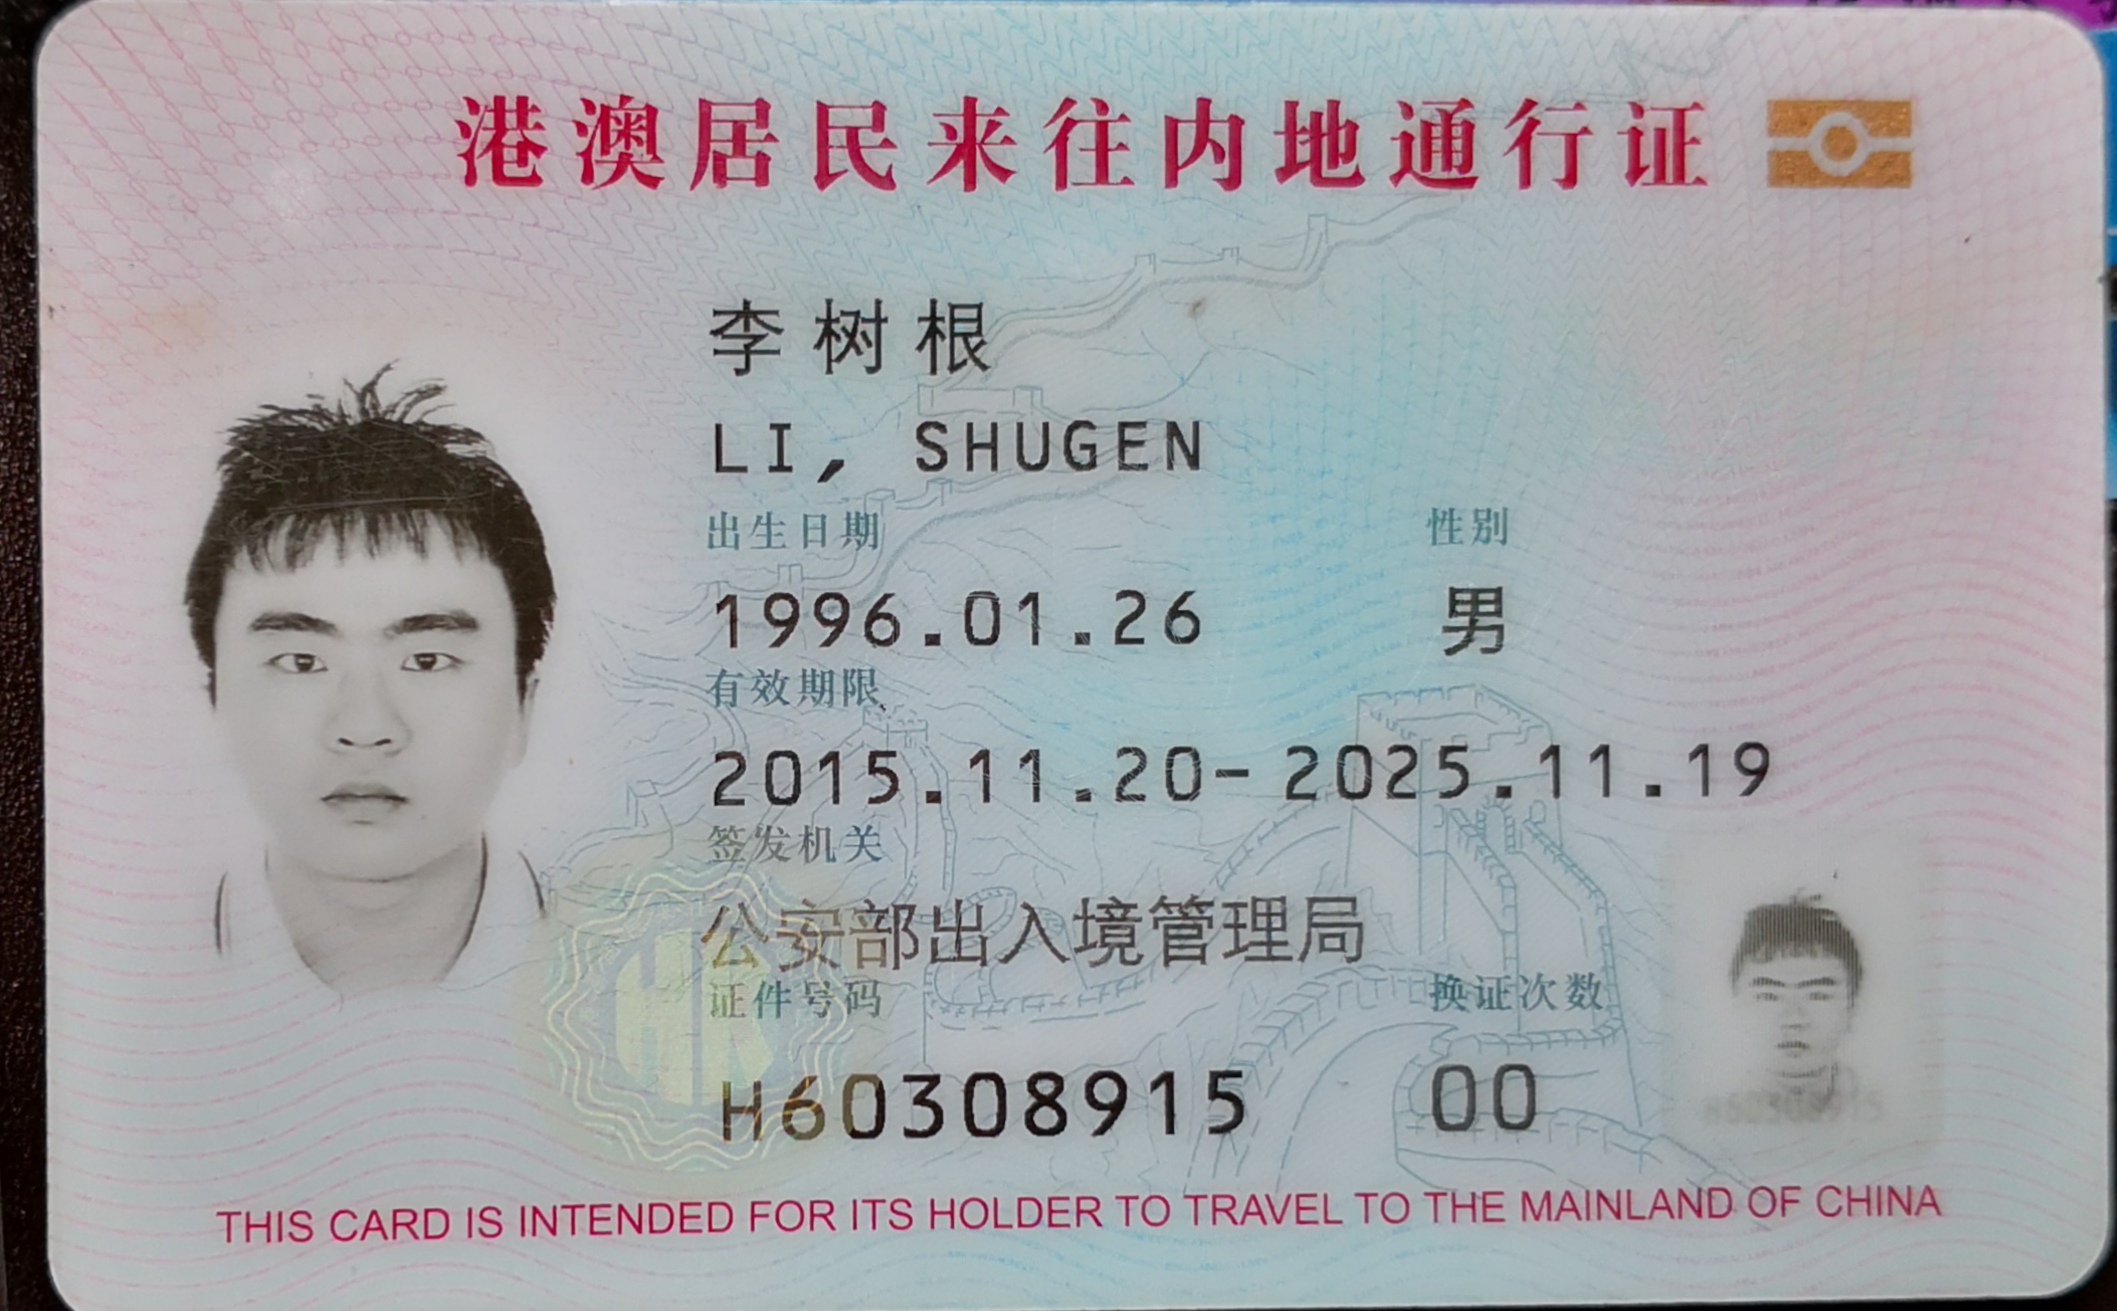 港澳居民来往内地通行证
李树根
LI, SHUGEN
出生日期 性别
1996.01.26 男
有效期限
2015.11.20-2025.11.19
签发机关
公安部出入境管理局
证件号码 换证次数
H60308915 00
HK
THIS CARD IS INTENDED FOR ITS HOLDER TO TRAVEL TO THE MAINLAND OF CHINA